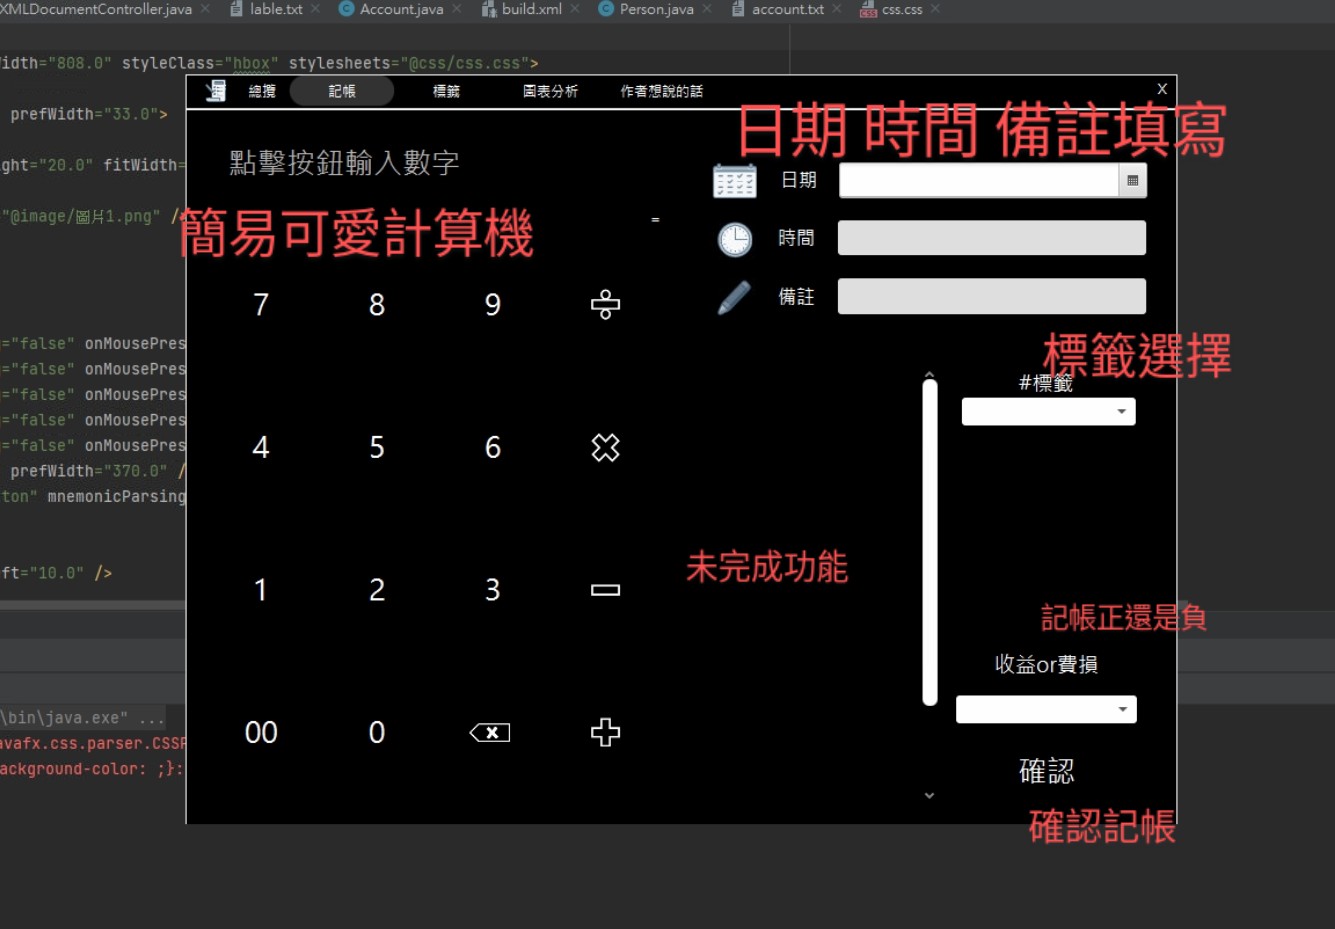 XMLDocumentController.java lable.txt Account.java build.xml Person.java account.txt css.css
idth="808.0" styleClass="hbox" stylesheets="@css/css.css">
總攬 記帳 標籤 圖表分析 作者想說的話 X
prefWidth="33.0">
日期 時間 備註填寫
ght="20.0" fitWidth=
點擊按鈕輸入數字
日期
"@image/圖片1.png" /
簡易可愛計算機
=
時間
備註
7 8 9 ÷
="false" onMousePres
="false" onMousePres
="false" onMousePres
="false" onMousePres
="false" onMousePres
prefWidth="370.0" /
ton" mnemonicParsing
標籤選擇
#標籤
4 5 6 ×
ft="10.0" />
未完成功能
1 2 3 -
記帳正還是負
收益or費損
\bin\java.exe" ...
avafx.css.parser.CSSP
ackground-color: ;}:
00 0 +
確認
確認記帳